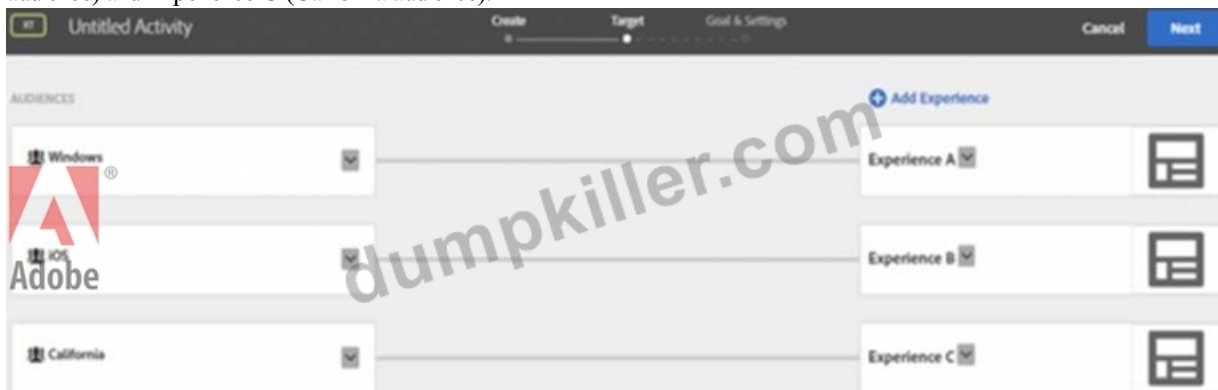 XT Untitled Activity Create Target Goal & Settings Cancel Next
AUDIENCES Add Experience
Windows Experience A
®
iOS Experience B
Adobe
California Experience C
dumpkiller.com